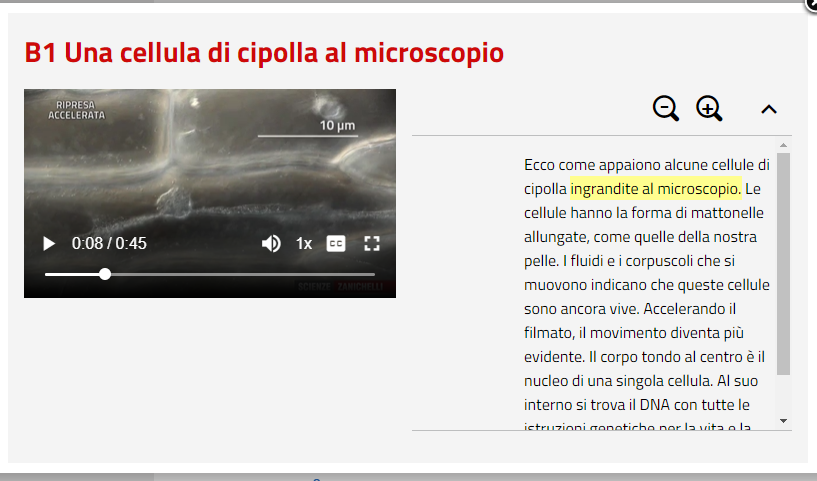 B1 Una cellula di cipolla al microscopio
RIPRESA
ACCELERATA
10 µm
0:08 / 0:45
1x
CC
SCIENZE ZANICHELLI
Ecco come appaiono alcune cellule di
cipolla ingrandite al microscopio. Le
cellule hanno la forma di mattonelle
allungate, come quelle della nostra
pelle. I fluidi e i corpuscoli che si
muovono indicano che queste cellule
sono ancora vive. Accelerando il
filmato, il movimento diventa più
evidente. Il corpo tondo al centro è il
nucleo di una singola cellula. Al suo
interno si trova il DNA con tutte le
istruzioni genetiche per la vita e la